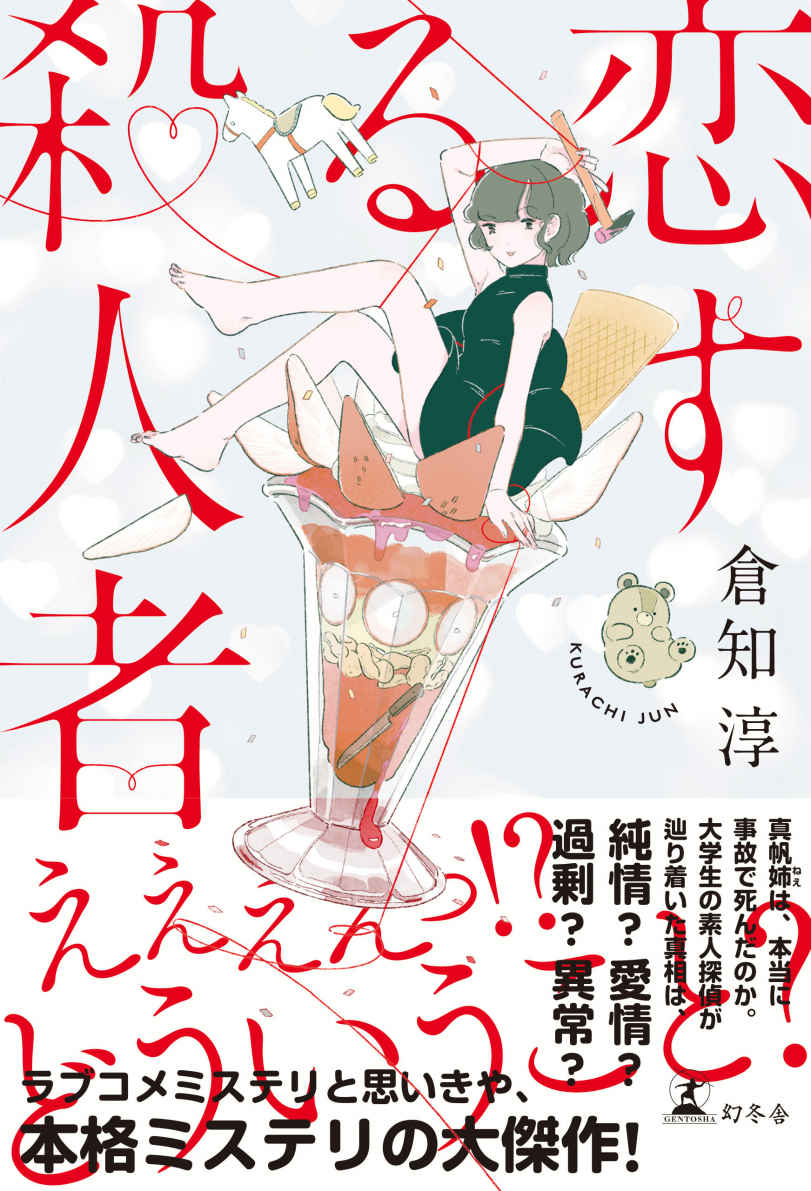 恋する
殺人者
倉知 淳
KURACHI JUN
真帆姉は、本当に
ねえ
事故で死んだのか。
大学生の素人探偵が
辿り着いた真相は、
純情?愛情?
過剰?異常?
えええぇんっ!?
どういうこと?
ラブコメミステリと思いきや、
本格ミステリの大傑作!
GENTOSHA
幻冬舎